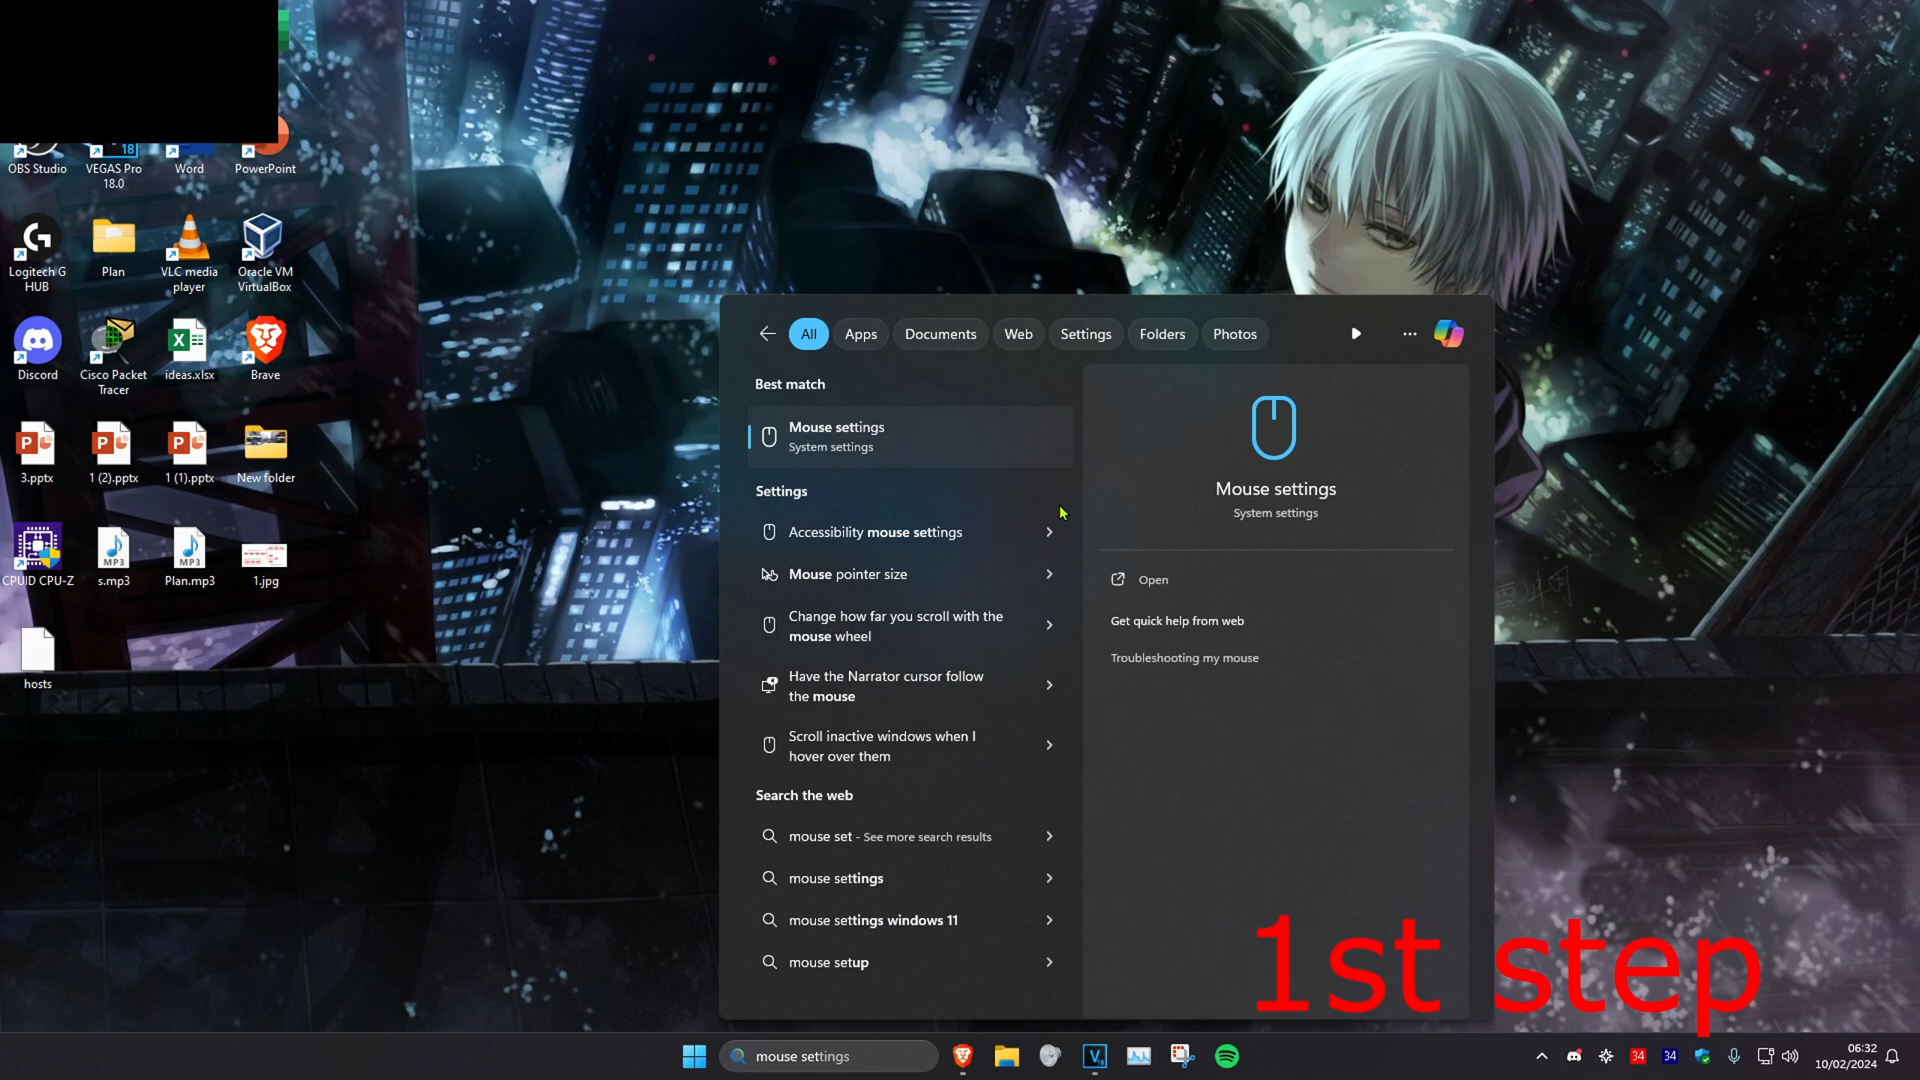 OBS Studio
VEGAS Pro
18.0
18
Word
PowerPoint
Logitech G
HUB
Plan
VLC media
player
Oracle VM
VirtualBox
Discord
Cisco Packet
Tracer
ideas.xlsx
Brave
3.pptx
1 (2).pptx
1 (1).pptx
New folder
CPUID CPU-Z
MP3
s.mp3
MP3
Plan.mp3
1.jpg
hosts
All
Apps
Documents
Web
Settings
Folders
Photos
Best match
Mouse settings
System settings
Settings
Accessibility mouse settings
Mouse pointer size
Change how far you scroll with the
mouse wheel
Have the Narrator cursor follow
the mouse
Scroll inactive windows when I
hover over them
Search the web
mouse set - See more search results
mouse settings
mouse settings windows 11
mouse setup
Mouse settings
System settings
Open
Get quick help from web
Troubleshooting my mouse
1st step
mouse settings
34
34
06:32
10/02/2024